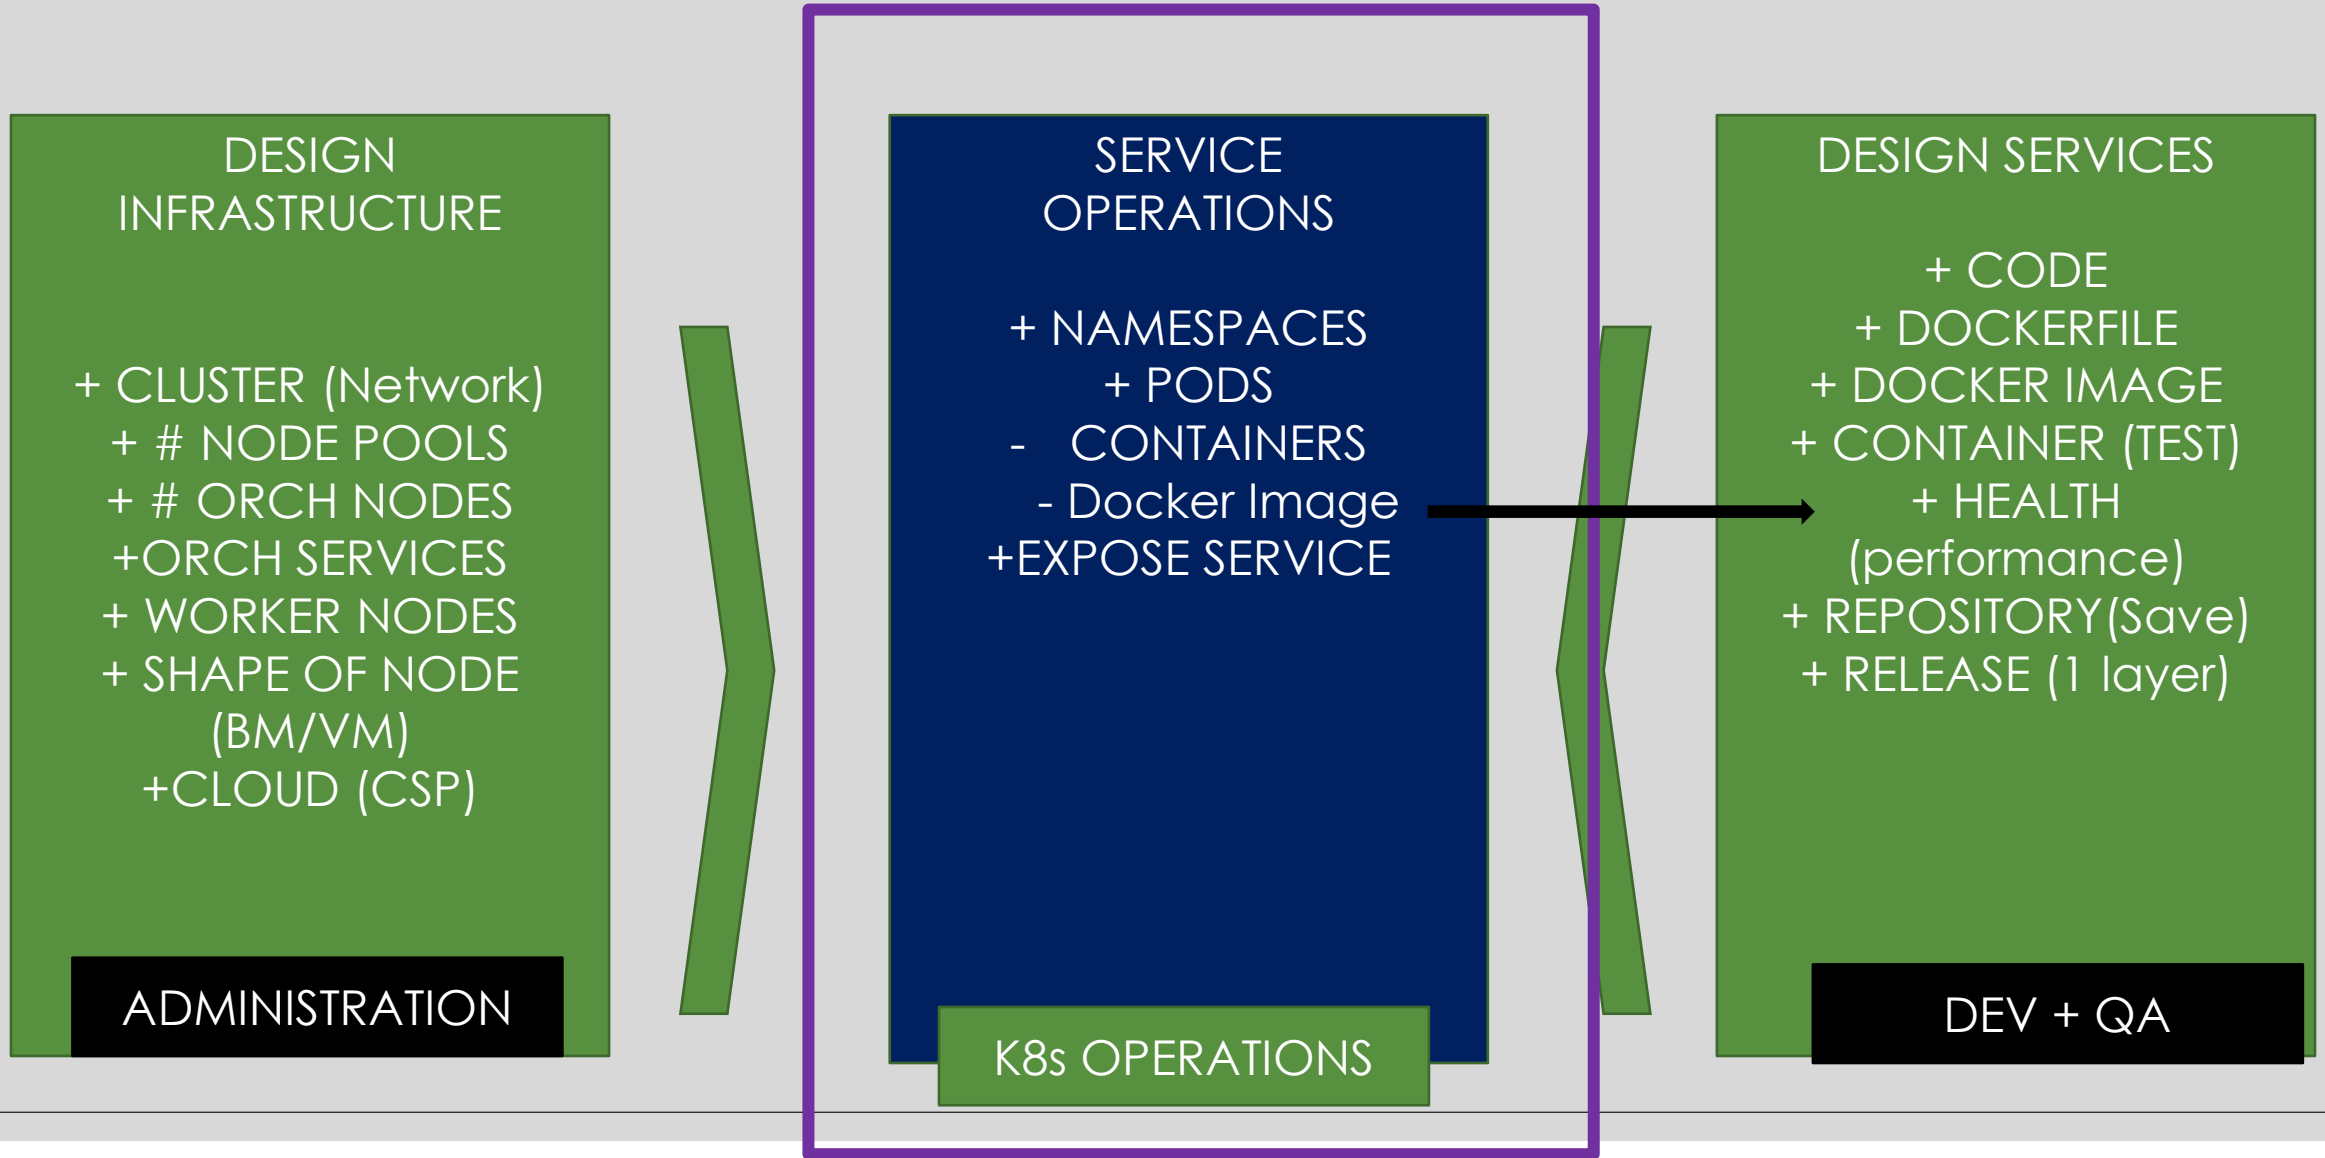 DESIGN
INFRASTRUCTURE
+ CLUSTER (Network)
+ # NODE POOLS
+ # ORCH NODES
+ORCH SERVICES
+ WORKER NODES
+ SHAPE OF NODE
(BM/VM)
+CLOUD (CSP)
ADMINISTRATION
SERVICE
OPERATIONS
+ NAMESPACES
+ PODS
- CONTAINERS
- Docker Image
+EXPOSE SERVICE
K8s OPERATIONS
DESIGN SERVICES
+ CODE
+ DOCKERFILE
+ DOCKER IMAGE
+ CONTAINER (TEST)
+ HEALTH
(performance)
+ REPOSITORY(Save)
+ RELEASE (1 layer)
DEV + QA